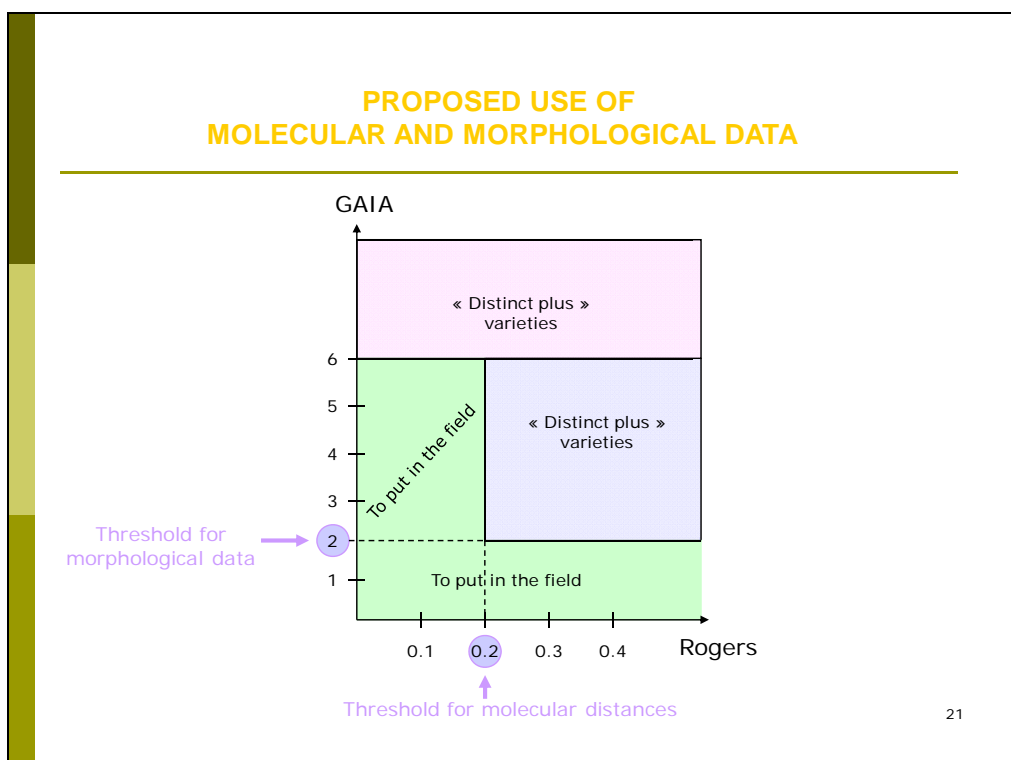 PROPOSED USE OF
MOLECULAR AND MORPHOLOGICAL DATA
GAIA
« Distinct plus »
varieties
6
5
4
3
2
1
« Distinct plus »
varieties
To put in the field
Threshold for
morphological data
To put in the field
0.1 0.2 0.3 0.4
Rogers
Threshold for molecular distances
21